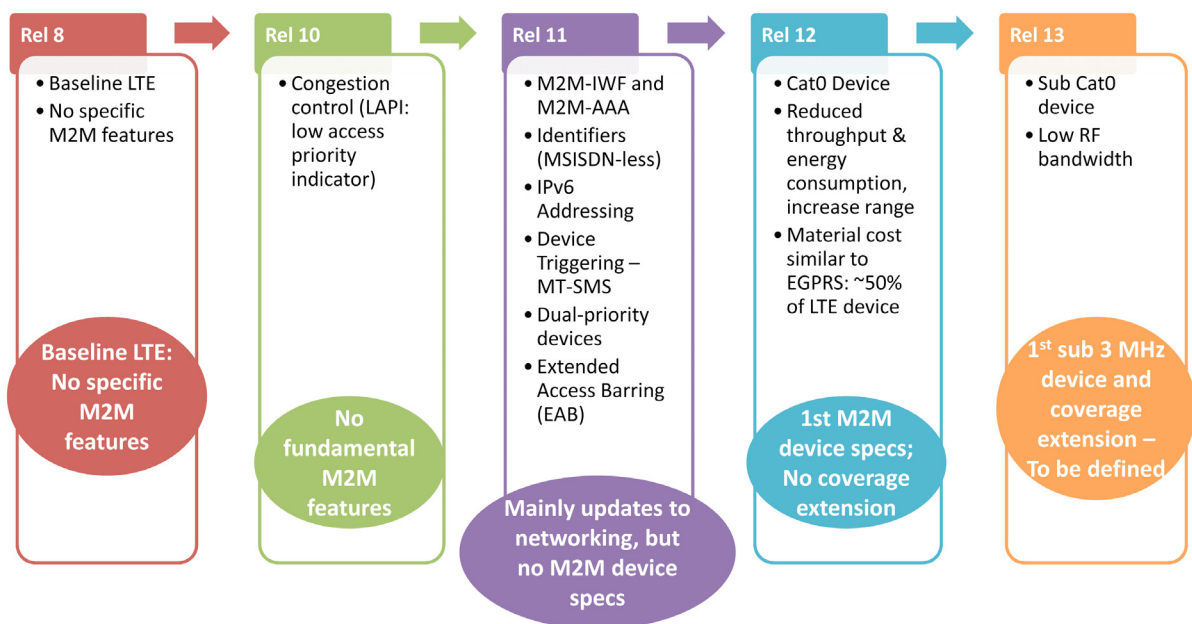 Rel 8
• Baseline LTE
• No specific
M2M features
Baseline LTE:
No specific
M2M
features
Rel 10
• Congestion
control (LAPI:
low access
priority
indicator)
No
fundamental
M2M
features
Rel 11
• M2M-IWF and
M2M-AAA
• Identifiers
(MSISDN-less)
• IPv6
Addressing
• Device
Triggering –
MT-SMS
• Dual-priority
devices
• Extended
Access Barring
(EAB)
Mainly updates to
networking, but
no M2M device
specs
Rel 12
• Cat0 Device
• Reduced
throughput &
energy
consumption,
increase range
• Material cost
similar to
EGPRS: ~50%
of LTE device
1st M2M
device specs;
No coverage
extension
Rel 13
• Sub Cat0
device
• Low RF
bandwidth
1st sub 3 MHz
device and
coverage
extension –
To be defined